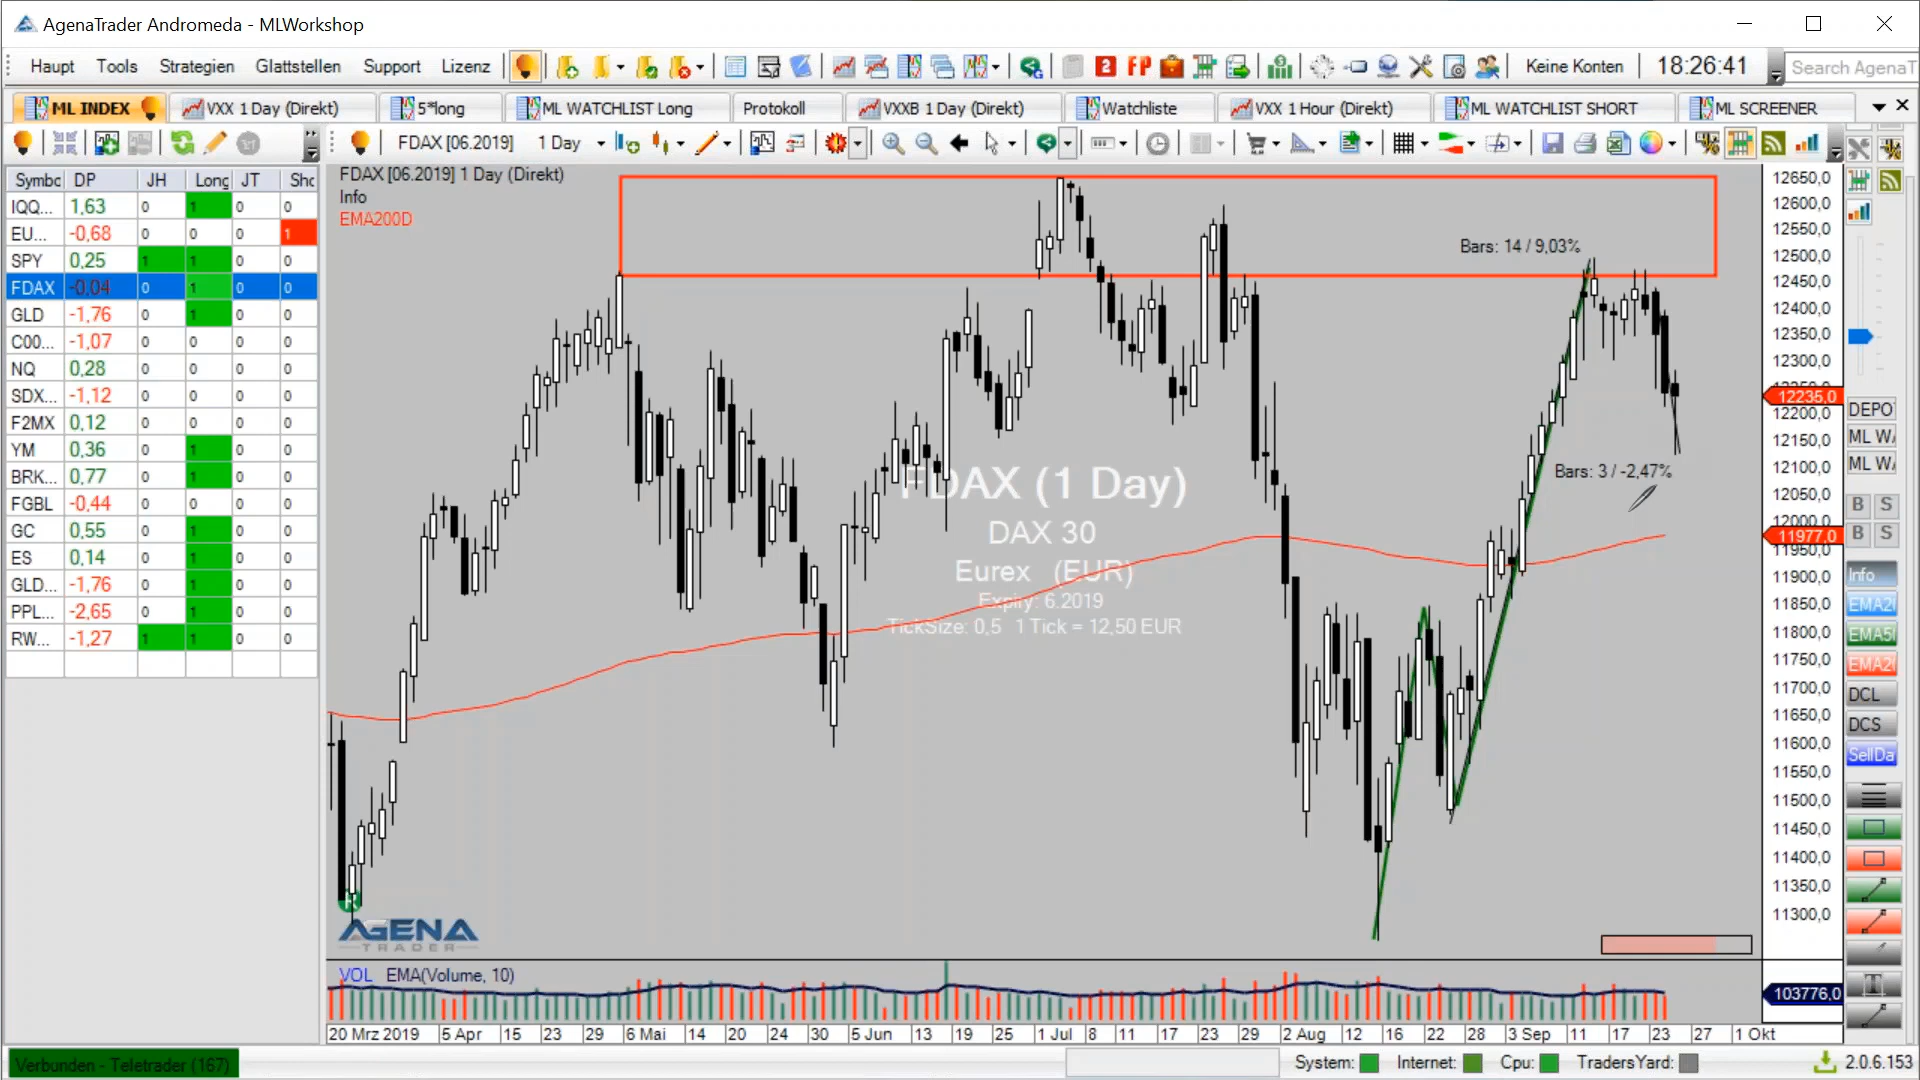 AgenaTrader Andromeda - MLWorkshop
Haupt Tools Strategien Glattstellen Support Lizenz 2 FP Keine Konten 18:26:41 Search AgenaT
ML INDEX VXX 1 Day (Direkt) 5*long ML WATCHLIST Long Protokoll VXXB 1 Day (Direkt) Watchliste VXX 1 Hour (Direkt) ML WATCHLIST SHORT ML SCREENER
FDAX [06.2019] 1 Day
Symbc DP JH Long JT Shc
IQQ... 1,63 0 1 0 0
EU... -0,68 0 0 0 1
SPY 0,25 1 1 0 0
FDAX -0,04 0 1 0 0
GLD -1,76 0 1 0 0
C00... -1,07 0 0 0 0
NQ 0,28 0 0 0 0
SDX... -1,12 0 0 0 0
F2MX 0,12 0 0 0 0
YM 0,36 0 1 0 0
BRK... 0,77 0 1 0 0
FGBL -0,44 0 0 0 0
GC 0,55 0 1 0 0
ES 0,14 0 1 0 0
GLD... -1,76 0 1 0 0
PPL... -2,65 0 1 0 0
RW... -1,27 1 1 0 0
FDAX [06.2019] 1 Day (Direkt)
Info
EMA200D
Bars: 14 / 9,03%
Bars: 3 / -2,47%
FDAX (1 Day)
DAX 30
Eurex (EUR)
Expiry: 6.2019
TickSize: 0,5 1 Tick = 12,50 EUR
R
AGENA
TRADER
12650,0
12600,0
12550,0
12500,0
12450,0
12400,0
12350,0
12300,0
12235,0
12200,0
12150,0
12100,0
12050,0
12000,0
11977,0
11950,0
11900,0
11850,0
11800,0
11750,0
11700,0
11650,0
11600,0
11550,0
11500,0
11450,0
11400,0
11350,0
11300,0
DEPO
ML W
ML W
B S
B S
Info
EMA2
EMA5
EMA2
DCL
DCS
SellDa
T
VOL EMA(Volume, 10)
103776,0
20 Mrz 2019 5 Apr 15 23 29 6 Mai 14 20 24 30 5 Jun 13 19 25 1 Jul 8 11 17 23 29 2 Aug 12 16 22 28 3 Sep 11 17 23 27 1 Okt
Verbunden - Teletrader (167) System: Internet: Cpu: TradersYard: 2.0.6.153